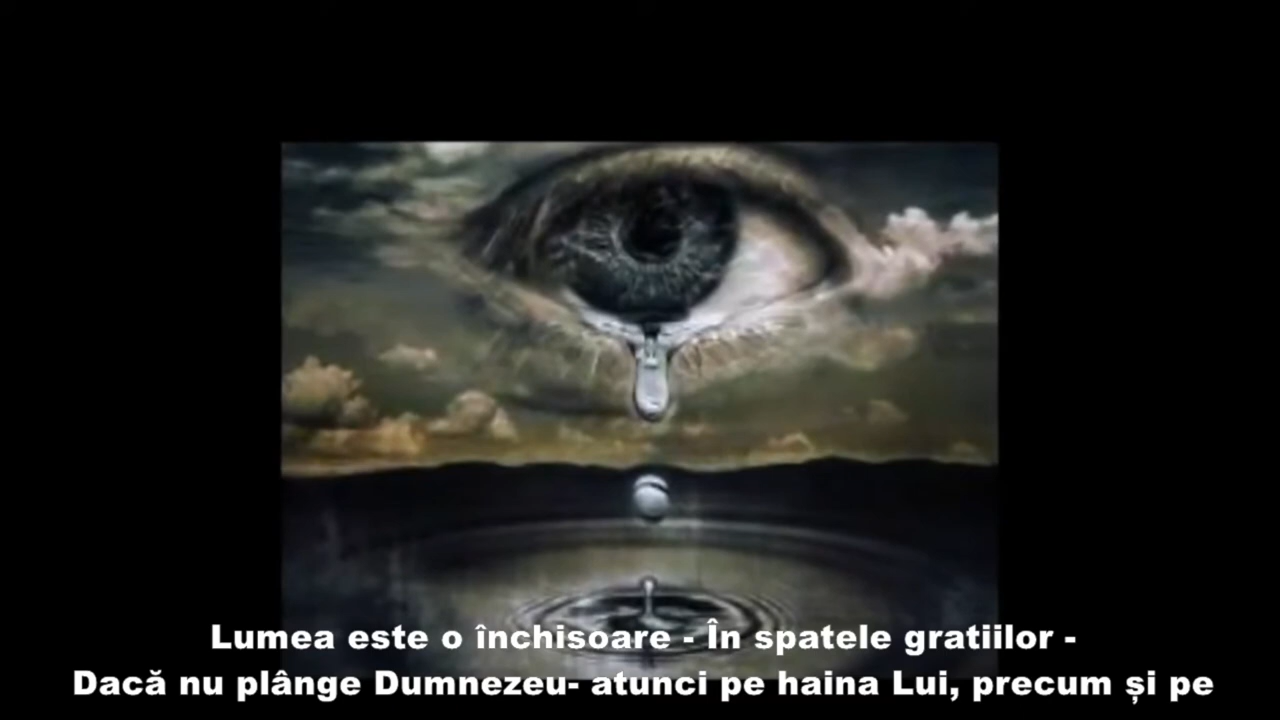 Lumea este o închisoare - În spatele gratiilor -
Dacă nu plânge Dumnezeu- atunci pe haina Lui, precum și pe